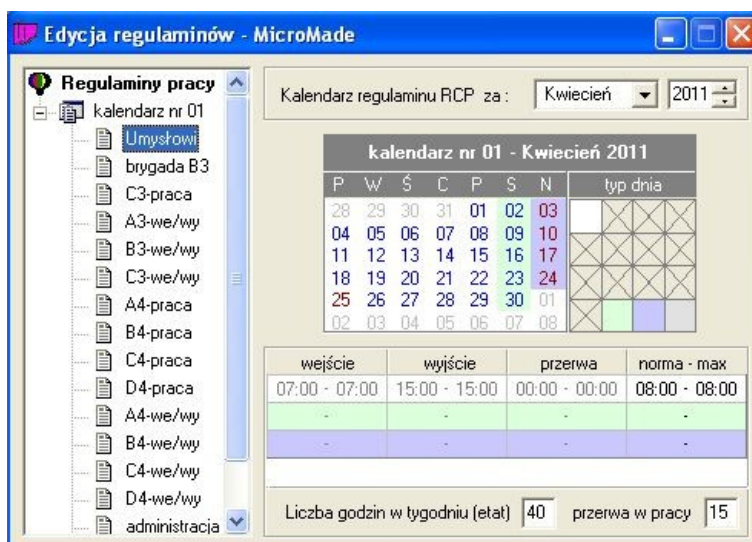 Edycja regulaminów - MicroMade
Regulaminy pracy
kalendarz nr 01
Umysłowi
brygada B3
C3-praca
A3-we/wy
B3-we/wy
C3-we/wy
A4-praca
B4-praca
C4-praca
D4-praca
A4-we/wy
B4-we/wy
C4-we/wy
D4-we/wy
administracja
Kalendarz regulaminu RCP za : Kwiecień 2011
kalendarz nr 01 - Kwiecień 2011
P W Ś C P S N typ dnia
28 29 30 31 01 02 03
04 05 06 07 08 09 10
11 12 13 14 15 16 17
18 19 20 21 22 23 24
25 26 27 28 29 30 01
02 03 04 05 06 07 08
wejście wyjście przerwa norma - max
07:00 - 07:00 15:00 - 15:00 00:00 - 00:00 08:00 - 08:00
- - - -
- - - -
Liczba godzin w tygodniu (etat) 40 przerwa w pracy 15